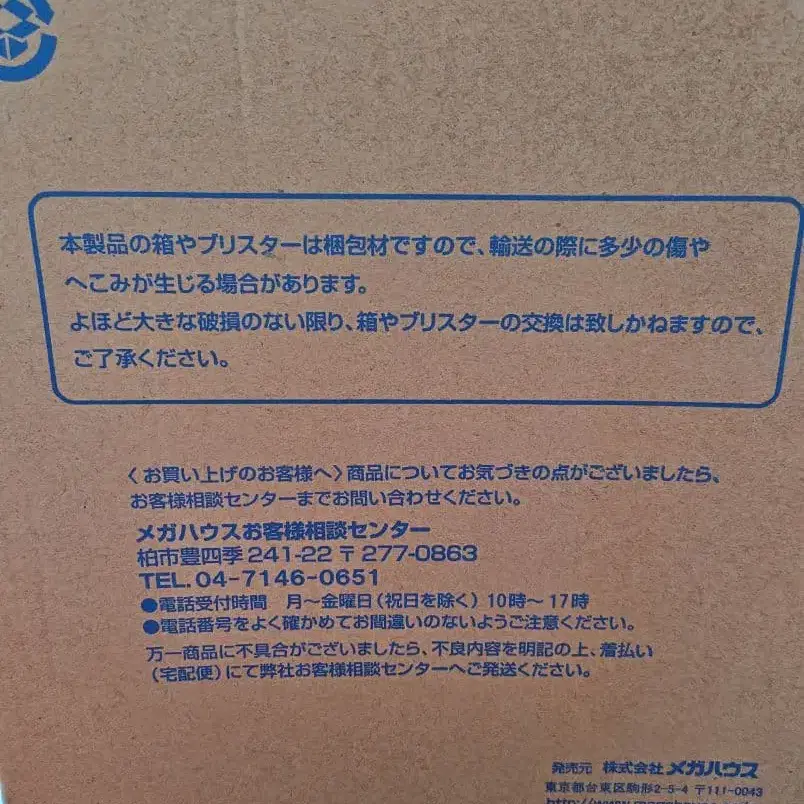 本製品の箱やブリスターは梱包材ですので、輸送の際に多少の傷や
へこみが生じる場合があります。
よほど大きな破損のない限り、箱やブリスターの交換は致しかねますので、
ご了承ください。
〈お買い上げのお客様へ〉商品についてお気づきの点がございましたら、
お客様相談センターまでお問い合わせください。
メガハウスお客様相談センター
柏市豊四季241-22 〒277-0863
TEL.04-7146-0651
●電話受付時間　月〜金曜日(祝日を除く)10時〜17時
●電話番号をよく確かめてお間違いのないようご注意ください。
万一商品に不具合がございましたら、不良内容を明記の上、着払い
(宅配便)にて弊社お客様相談センターへご発送ください。
発売元 株式会社メガハウス
東京都台東区駒形2-5-4 〒111-0043